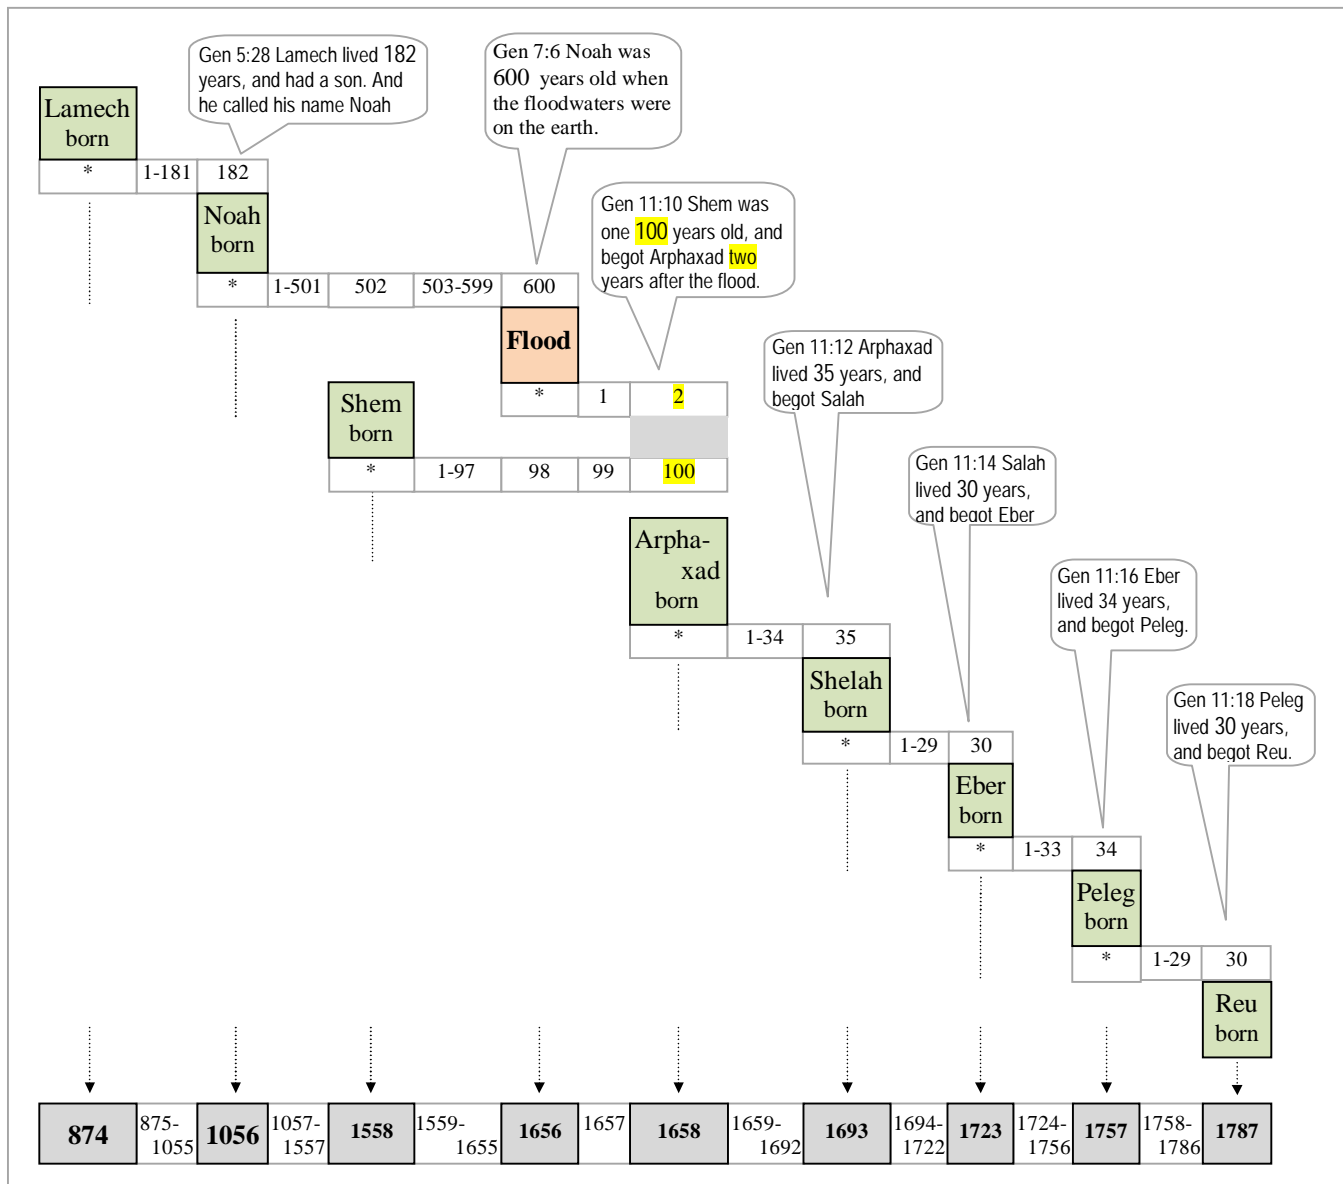 Gen 5:28 Lamech lived 182
years, and had a son. And
he called his name Noah
Gen 7:6 Noah was
600 years old when
the floodwaters were
on the earth.
Lamech
born
* 1-181 182
Noah
born
Gen 11:10 Shem was
one 100 years old, and
begot Arphaxad two
years after the flood.
* 1-501 502 503-599 600
Flood
Gen 11:12 Arphaxad
lived 35 years, and
begot Salah
* 1 2
Shem
born
* 1-97 98 99 100
Gen 11:14 Salah
lived 30 years,
and begot Eber
Arpha-
xad
born
Gen 11:16 Eber
lived 34 years,
and begot Peleg.
* 1-34 35
Shelah
born
Gen 11:18 Peleg
lived 30 years,
and begot Reu.
* 1-29 30
Eber
born
* 1-33 34
Peleg
born
* 1-29 30
Reu
born
874 875-1055 1056 1057-1557 1558 1559-1655 1656 1657 1658 1659-1692 1693 1694-1722 1723 1724-1756 1757 1758-1786 1787